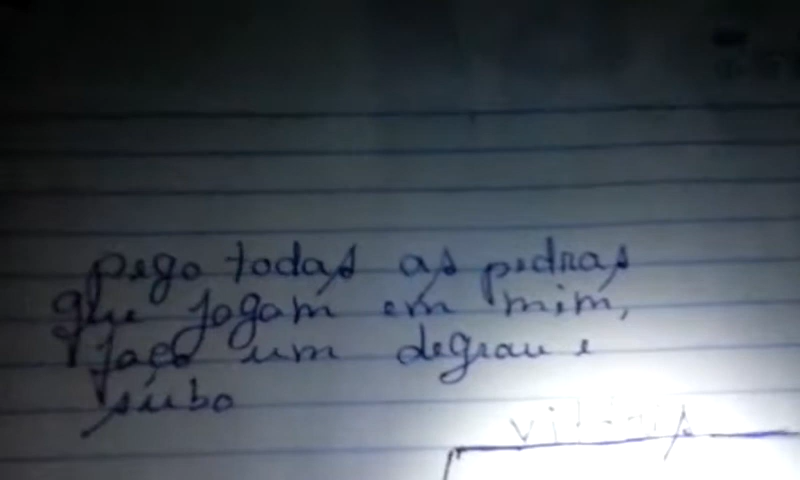 pego todas as pedras
que jogam em mim,
faço um degrau e
subo